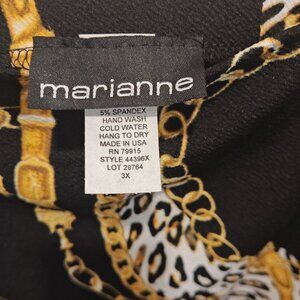 marianne
5% SPANDEX
HAND WASH
COLD WATER
HANG TO DRY
MADE IN USA
RN 79915
STYLE 44396X
LOT 29764
3X